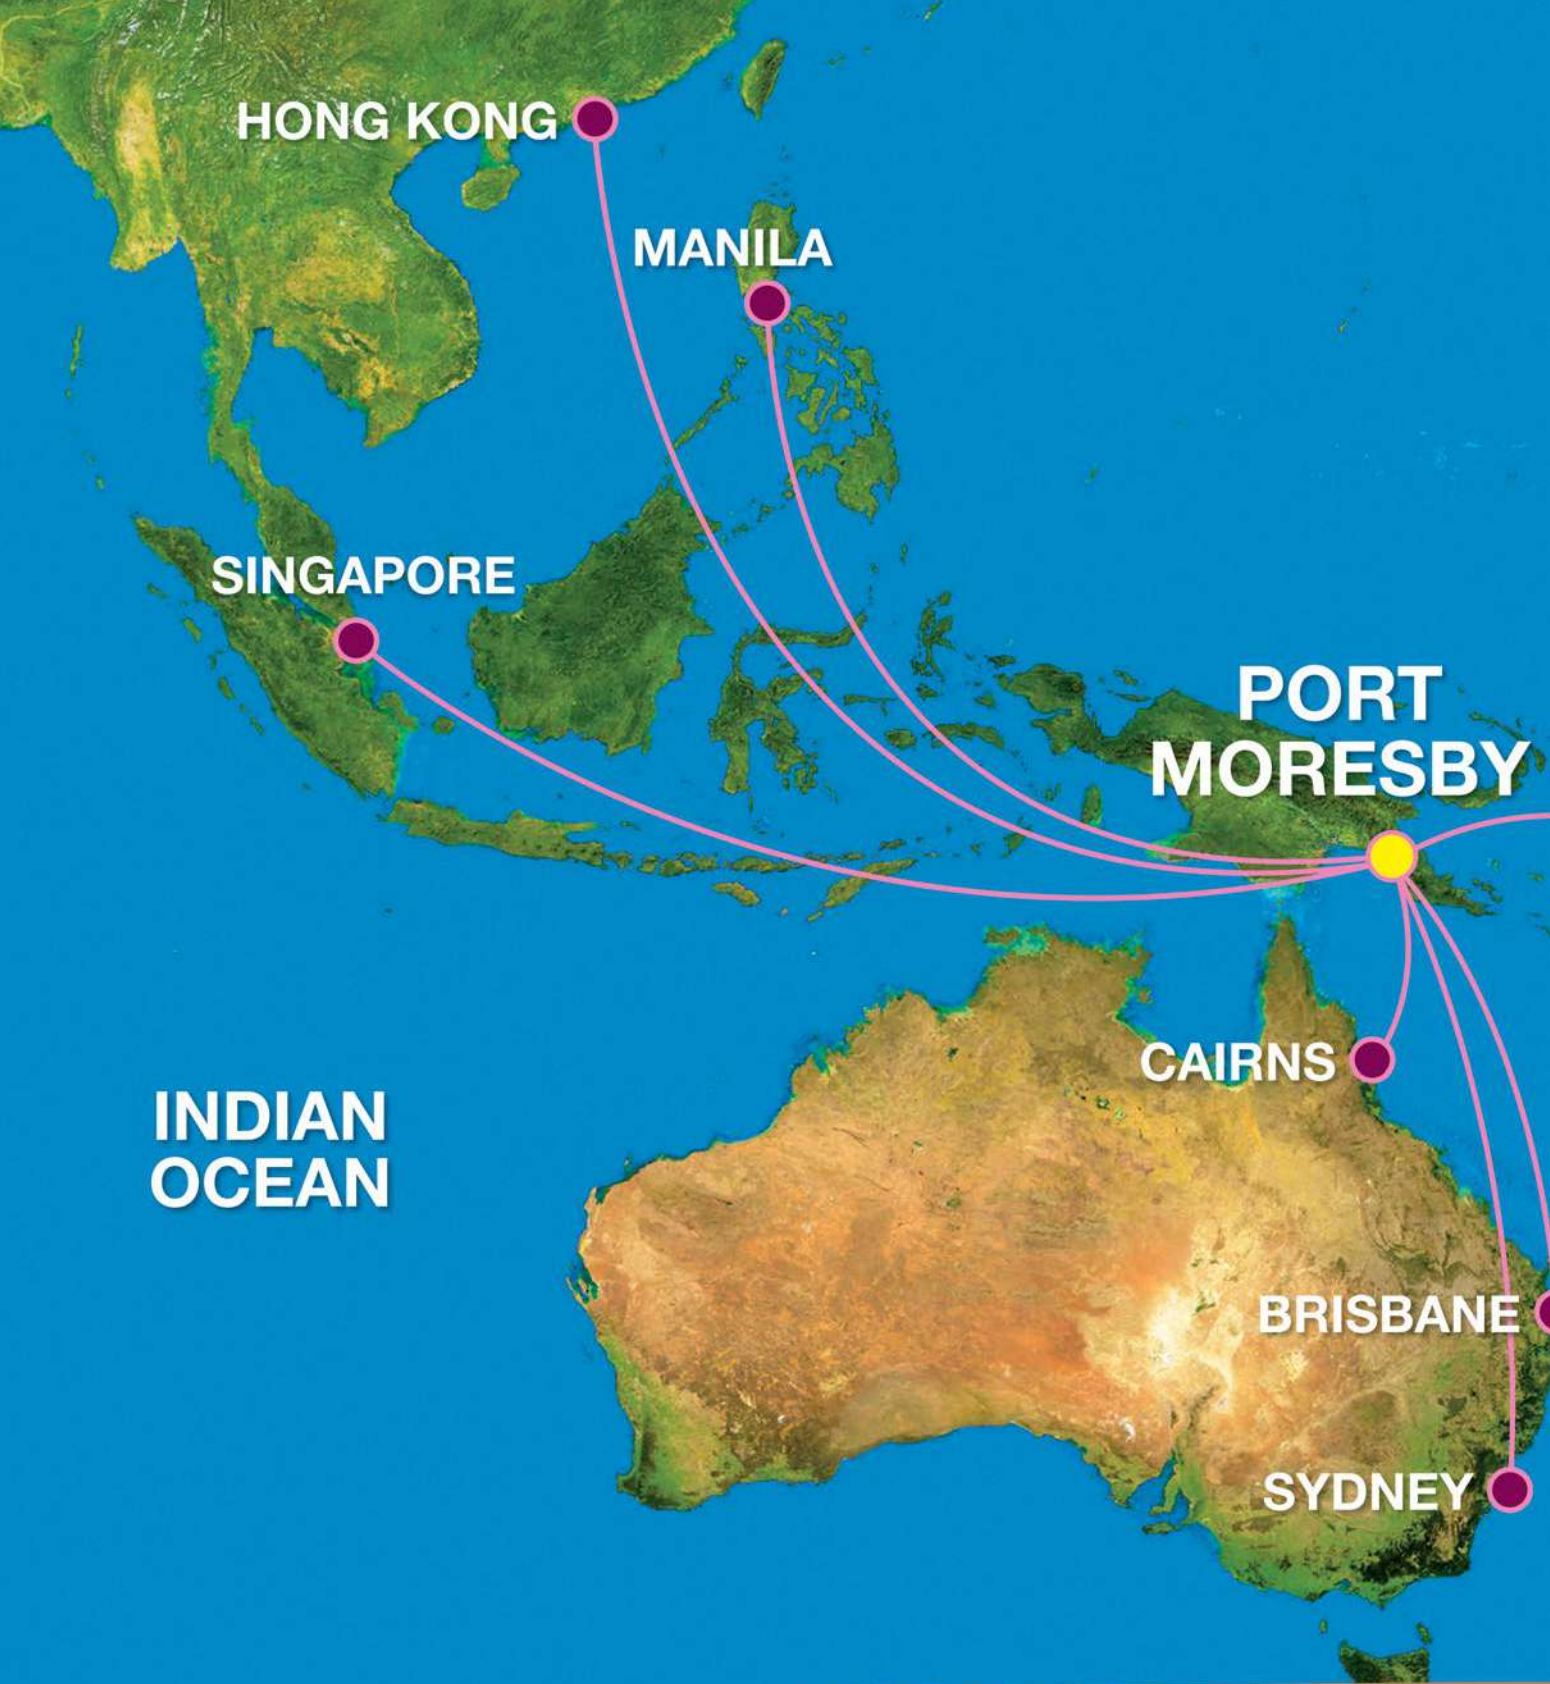 HONG KONG
MANILA
SINGAPORE
PORT
MORESBY
CAIRNS
INDIAN
OCEAN
BRISBANE
SYDNEY